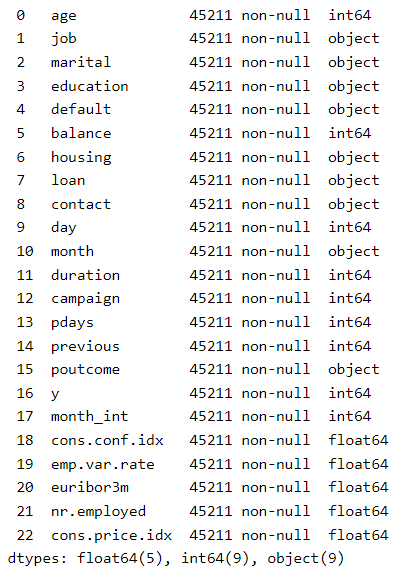 0 age 45211 non-null int64
1 job 45211 non-null object
2 marital 45211 non-null object
3 education 45211 non-null object
4 default 45211 non-null object
5 balance 45211 non-null int64
6 housing 45211 non-null object
7 loan 45211 non-null object
8 contact 45211 non-null object
9 day 45211 non-null int64
10 month 45211 non-null object
11 duration 45211 non-null int64
12 campaign 45211 non-null int64
13 pdays 45211 non-null int64
14 previous 45211 non-null int64
15 poutcome 45211 non-null object
16 y 45211 non-null int64
17 month_int 45211 non-null int64
18 cons.conf.idx 45211 non-null float64
19 emp.var.rate 45211 non-null float64
20 euribor3m 45211 non-null float64
21 nr.employed 45211 non-null float64
22 cons.price.idx 45211 non-null float64
dtypes: float64(5), int64(9), object(9)